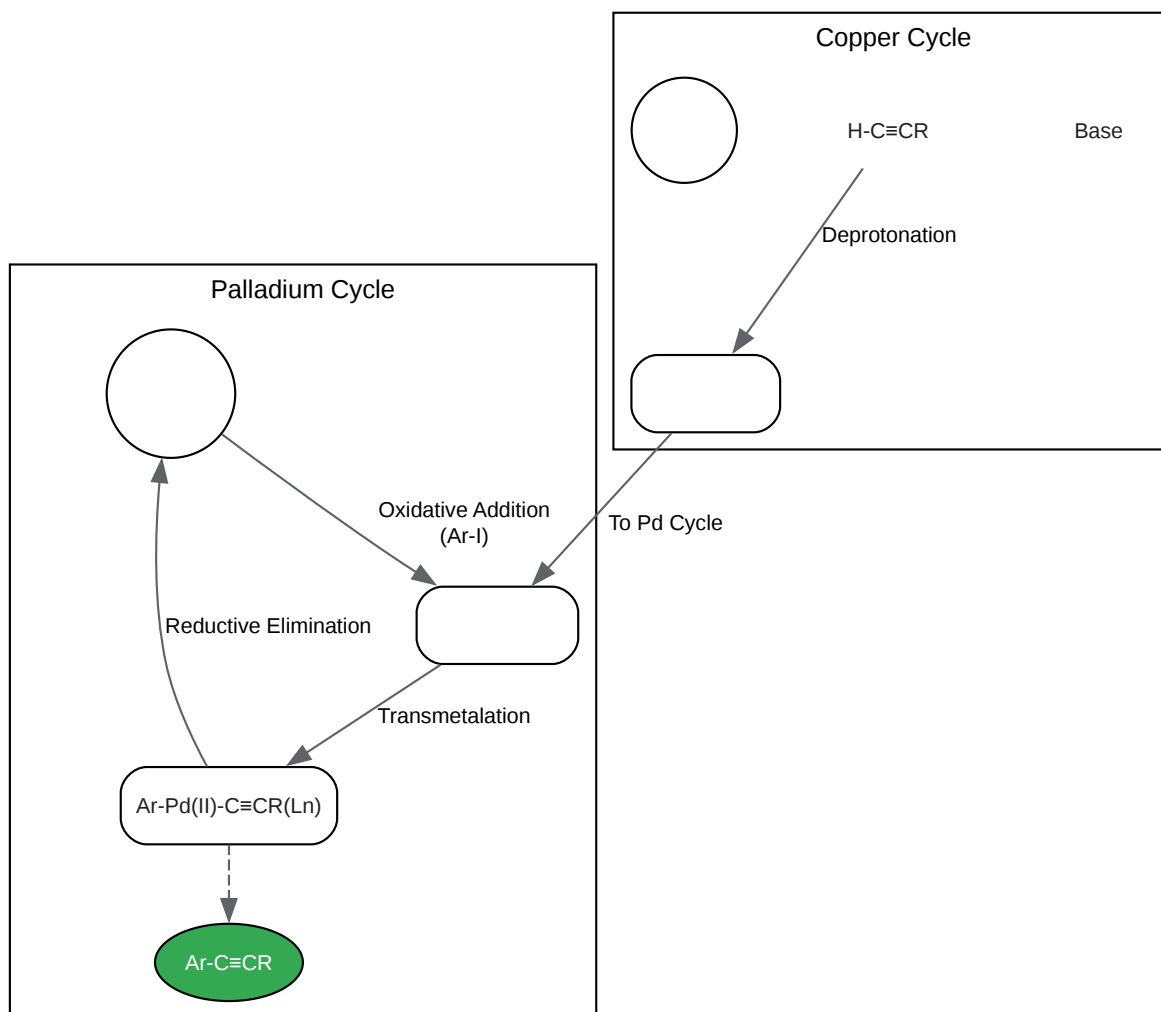 Copper Cycle
H-C≡CR
Base
Deprotonation
Palladium Cycle
Oxidative Addition
(Ar-I)
To Pd Cycle
Reductive Elimination
Transmetalation
Ar-Pd(II)-C≡CR(Ln)
Ar-C≡CR